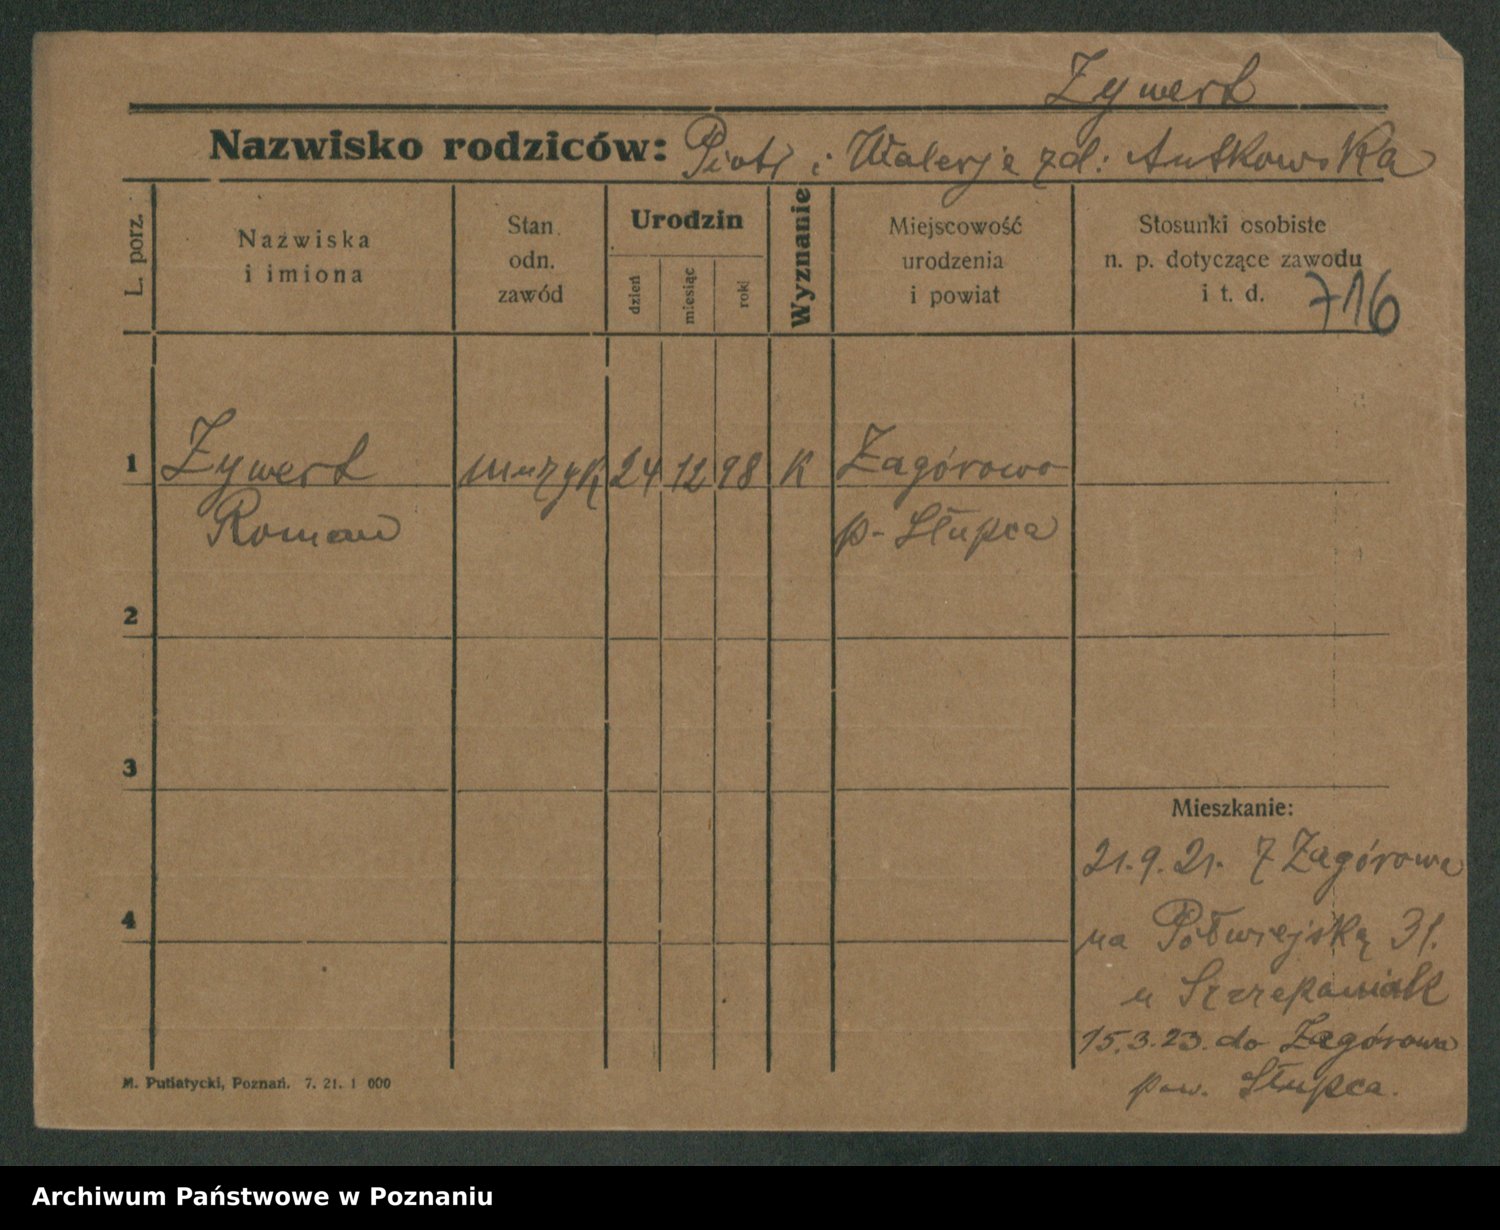 Zywert
Nazwisko rodziców: Piotr i Walerja zd: Antkowska
L. porz.
Nazwiska
i imiona
Stan.
odn.
zawód
Urodzin
dzień
miesiąc
rok
Wyznanie
Miejscowość
urodzenia
i powiat
Stosunki osobiste
n. p. dotyczące zawodu
i t. d.
716
1 Zywert muzyk 24 12 98 K Zagórowo
Roman p- Słupca
2
3
Mieszkanie:
21.9.21. z Zagórowa
4
na Półwiejską 31.
u Szczepaniak
15.3.23. do Zagórowa
pow. Słupca.
M. Putiatycki, Poznań. 7. 21. 1 000
Archiwum Państwowe w Poznaniu